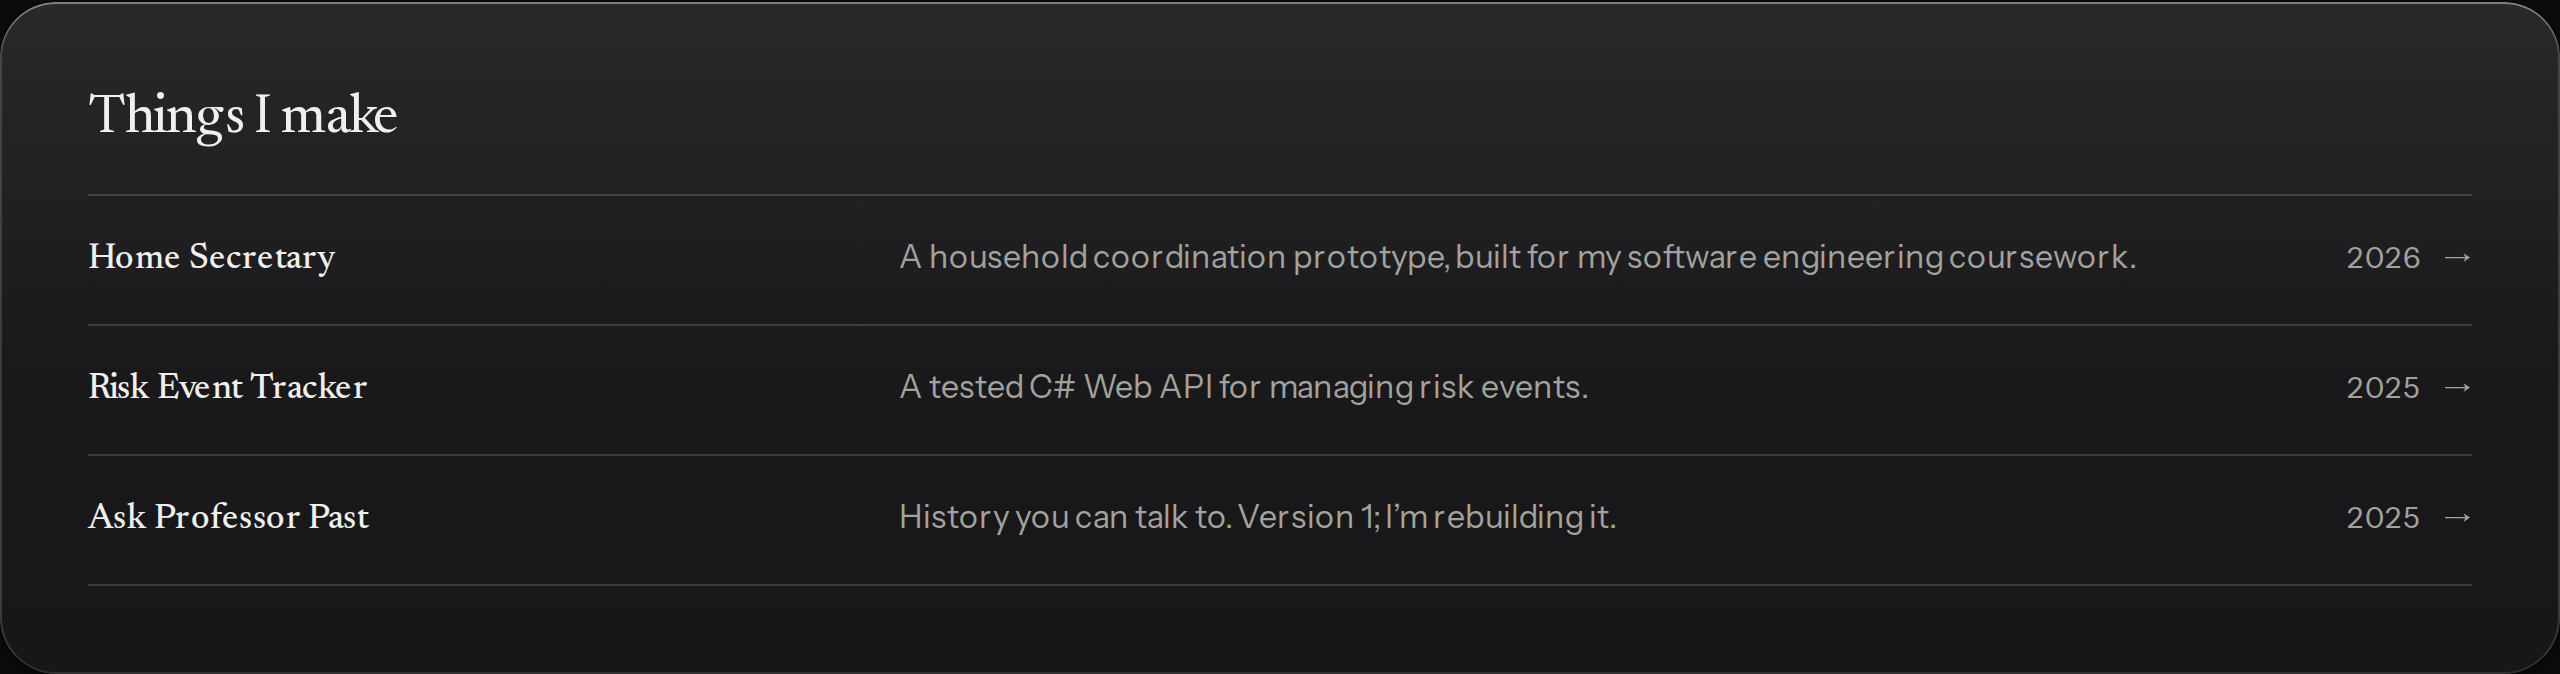 Things I make
Home Secretary A household coordination prototype, built for my software engineering coursework. 2026 →
Risk Event Tracker A tested C# Web API for managing risk events. 2025 →
Ask Professor Past History you can talk to. Version 1; I’m rebuilding it. 2025 →